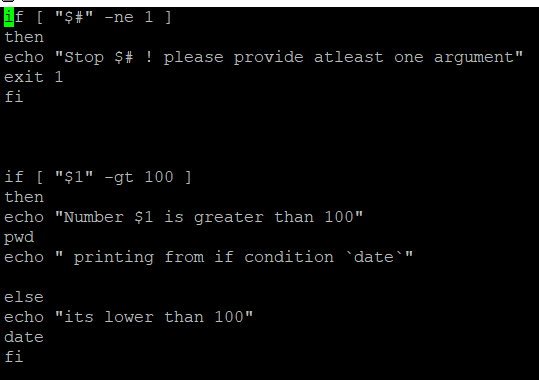 if [ "$#" -ne 1 ]
then
echo "Stop $# ! please provide atleast one argument"
exit 1
fi
if [ "$1" -gt 100 ]
then
echo "Number $1 is greater than 100"
pwd
echo " printing from if condition `date`"
else
echo "its lower than 100"
date
fi